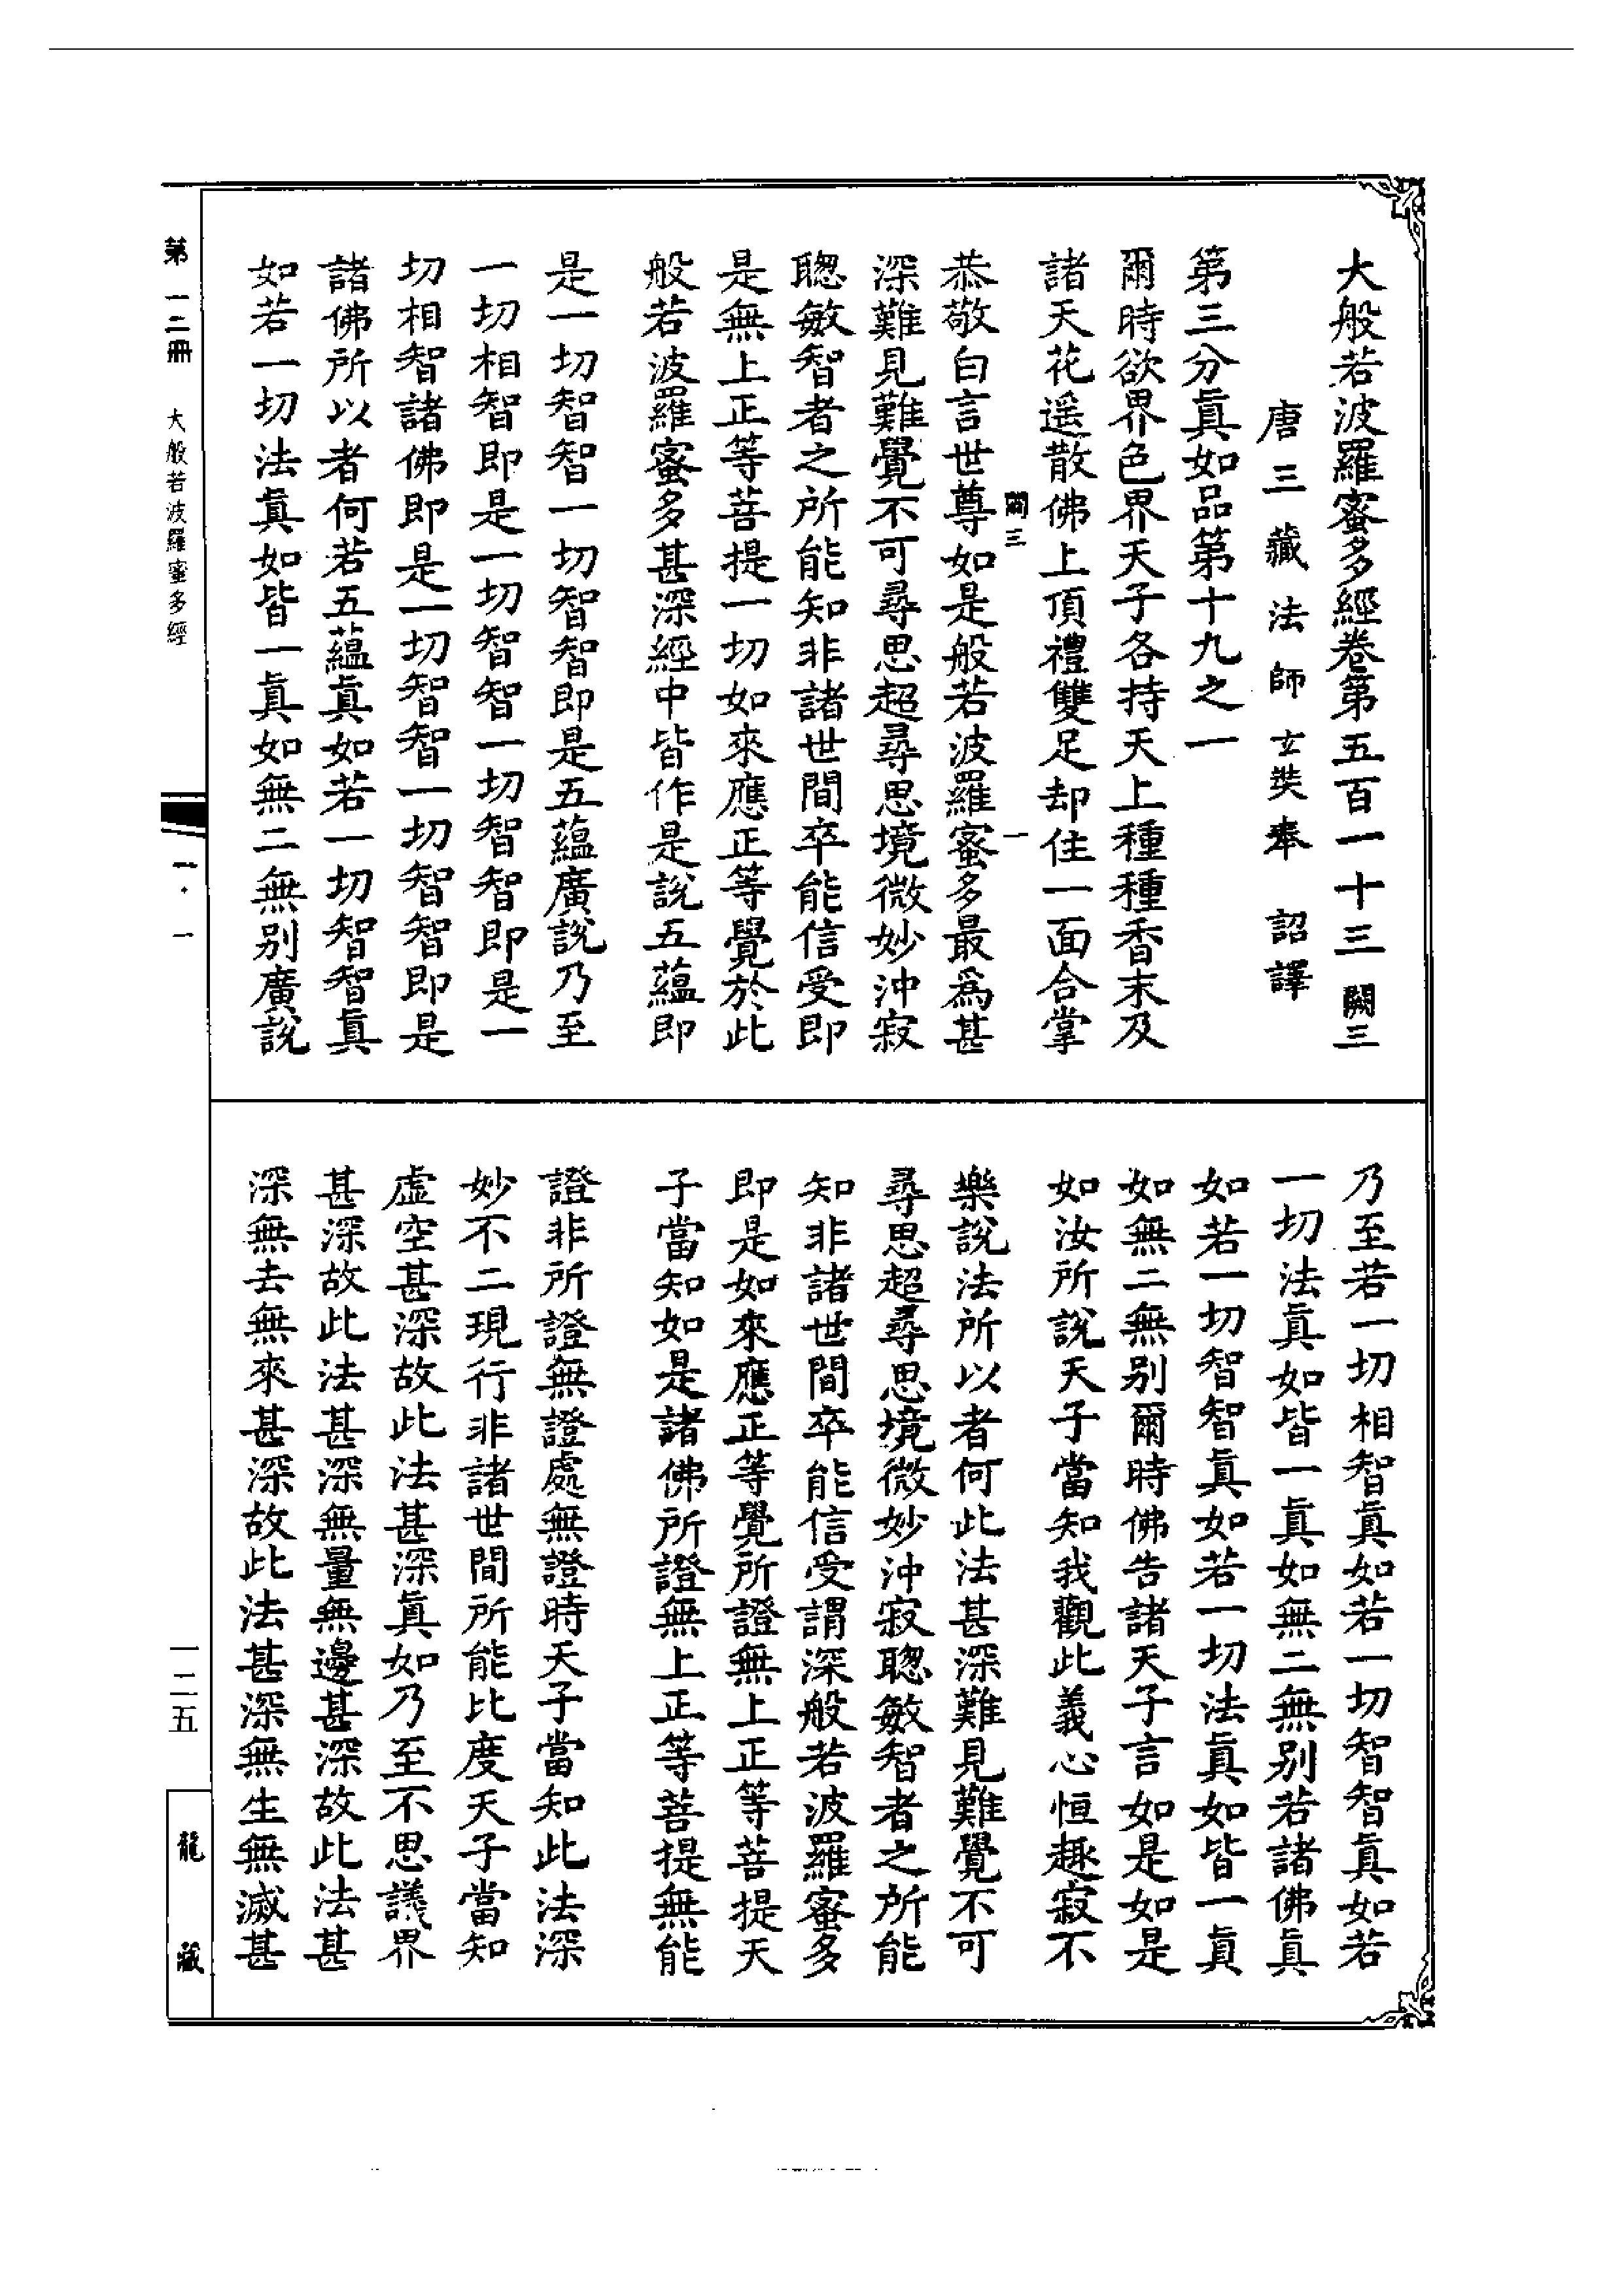 大般若波羅蜜多經卷第五百一十三 闕三
唐三藏法師玄奘奉 詔譯
第三分真如品第十九之一
爾時欲界色界天子各持天上種種香末及
諸天花遥散佛上頂禮雙足却住一面合掌
闕三 一
恭敬白言世尊如是般若波羅蜜多最爲甚
深難見難覺不可尋思超尋思境微妙沖寂
聰敏智者之所能知非諸世間卒能信受即
是無上正等菩提一切如來應正等覺於此
般若波羅蜜多甚深經中皆作是說五蘊即
是一切智智一切智智即是五蘊廣說乃至
一切相智即是一切智智一切智智即是一
切相智諸佛即是一切智智一切智智即是
諸佛所以者何若五蘊真如若一切智智真
如若一切法真如皆一真如無二無别廣說
乃至若一切相智真如若一切智智真如若
一切法真如皆一真如無二無别若諸佛真
如若一切智智真如若一切法真如皆一真
如無二無别爾時佛告諸天子言如是如是
如汝所說天子當知我觀此義心恒趣寂不
樂說法所以者何此法甚深難見難覺不可
尋思超尋思境微妙沖寂聰敏智者之所能
知非諸世間卒能信受謂深般若波羅蜜多
即是如來應正等覺所證無上正等菩提天
子當知如是諸佛所證無上正等菩提無能
證非所證無證處無證時天子當知此法深
妙不二現行非諸世間所能比度天子當知
虚空甚深故此法甚深真如乃至不思議界
甚深故此法甚深無量無邊甚深故此法甚
深無去無來甚深故此法甚深無生無滅甚
第一二冊 大般若波羅蜜多經
一·一
一二五
龍藏